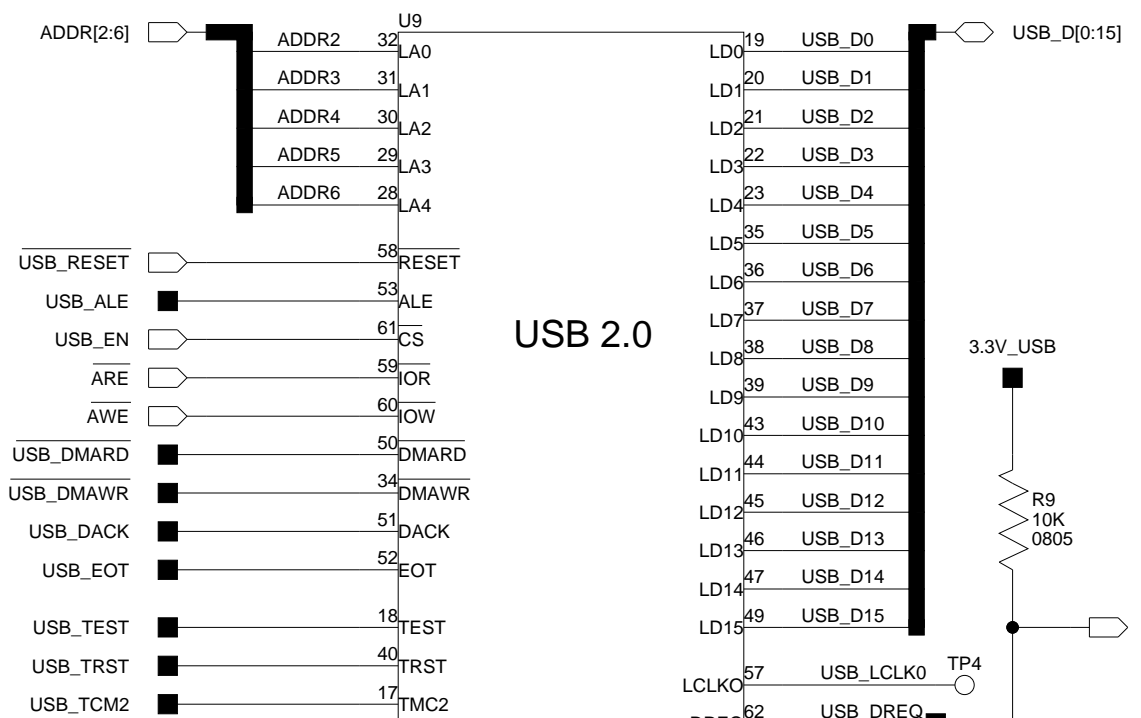 U9
ADDR[2:6] USB_D[0:15]
ADDR2 32 LA0 LD0 19 USB_D0
ADDR3 31 LA1 LD1 20 USB_D1
ADDR4 30 LA2 LD2 21 USB_D2
ADDR5 29 LA3 LD3 22 USB_D3
ADDR6 28 LA4 LD4 23 USB_D4
LD5 35 USB_D5
USB_RESET 58 RESET
LD6 36 USB_D6
USB_ALE 53 ALE
LD7 37 USB_D7
USB 2.0
USB_EN 61 CS
LD8 38 USB_D8
3.3V_USB
ARE 59 IOR
LD9 39 USB_D9
AWE 60 IOW
LD10 43 USB_D10
USB_DMARD 50 DMARD
LD11 44 USB_D11
USB_DMAWR 34 DMAWR
LD12 45 USB_D12
R9
10K
0805
USB_DACK 51 DACK
LD13 46 USB_D13
USB_EOT 52 EOT
LD14 47 USB_D14
USB_TEST 18 TEST LD15 49 USB_D15
USB_TRST 40 TRST
LCLKO 57 USB_LCLK0 TP4
USB_TCM2 17 TMC2
62 USB_DREQ